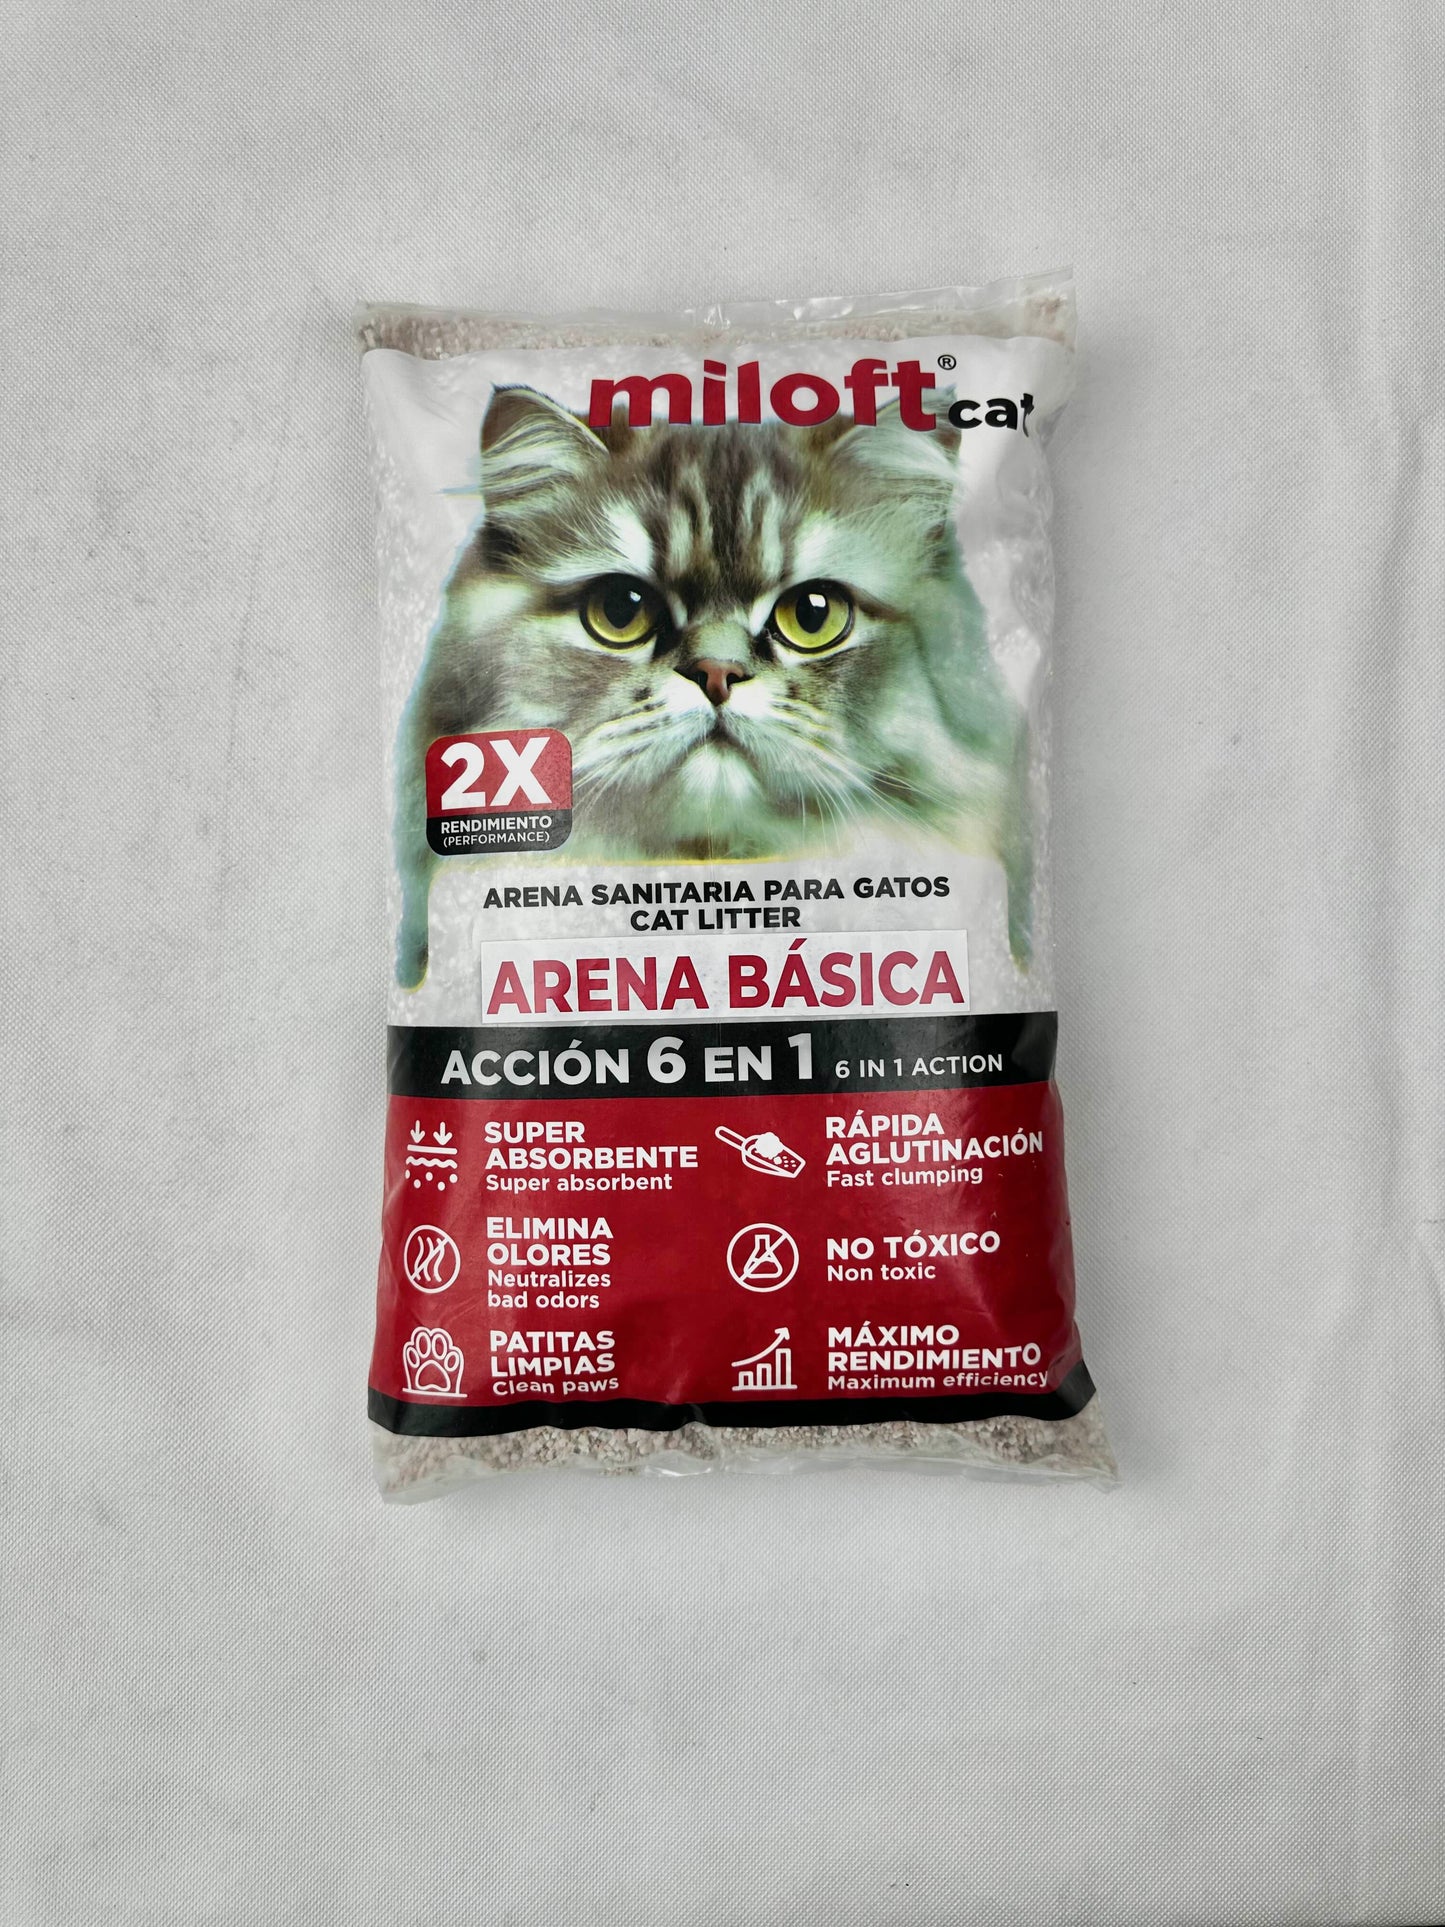 miloft® cat
2X
RENDIMIENTO
(PERFORMANCE)
ARENA SANITARIA PARA GATOS
CAT LITTER
ARENA BÁSICA
ACCIÓN 6 EN 1 6 IN 1 ACTION
SUPER
ABSORBENTE
Super absorbent
RÁPIDA
AGLUTINACIÓN
Fast clumping
ELIMINA
OLORES
Neutralizes
bad odors
NO TÓXICO
Non toxic
PATITAS
LIMPIAS
Clean paws
MÁXIMO
RENDIMIENTO
Maximum efficiency